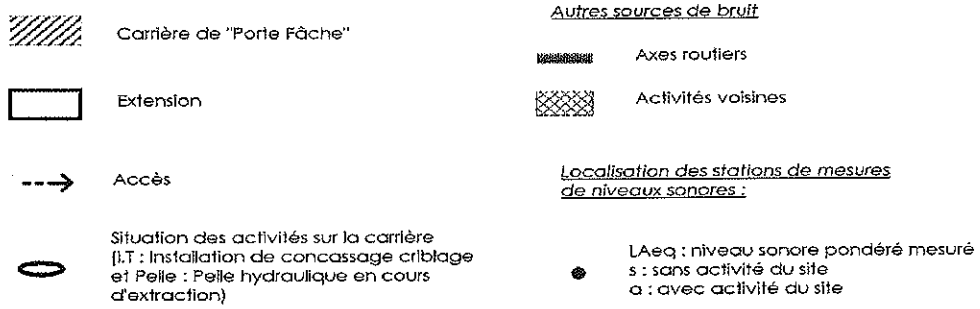 Carrière de "Porte Fâche"
Extension
Accès
Situation des activités sur la carrière
(I.T : Installation de concassage criblage
et Pelle : Pelle hydraulique en cours
d'extraction)
Autres sources de bruit
Axes routiers
Activités voisines
Localisation des stations de mesures
de niveaux sonores :
LAeq : niveau sonore pondéré mesuré
s : sans activité du site
a : avec activité du site